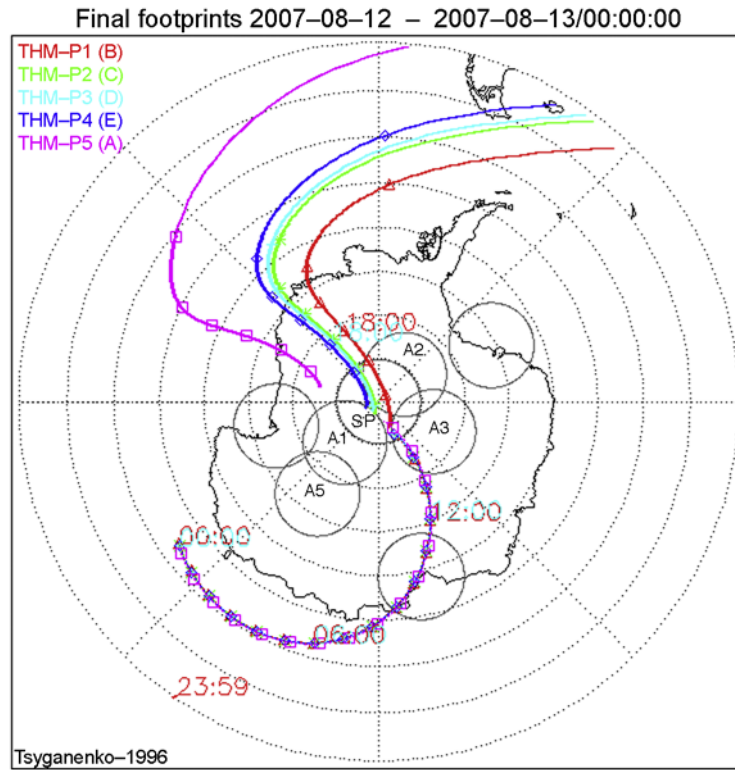 Final footprints 2007–08–12 – 2007–08–13/00:00:00
THM–P1 (B)
THM–P2 (C)
THM–P3 (D)
THM–P4 (E)
THM–P5 (A)
18:00
A2
SP
A1
A3
A5
12:00
00:00
06:00
23:59
Tsyganenko–1996